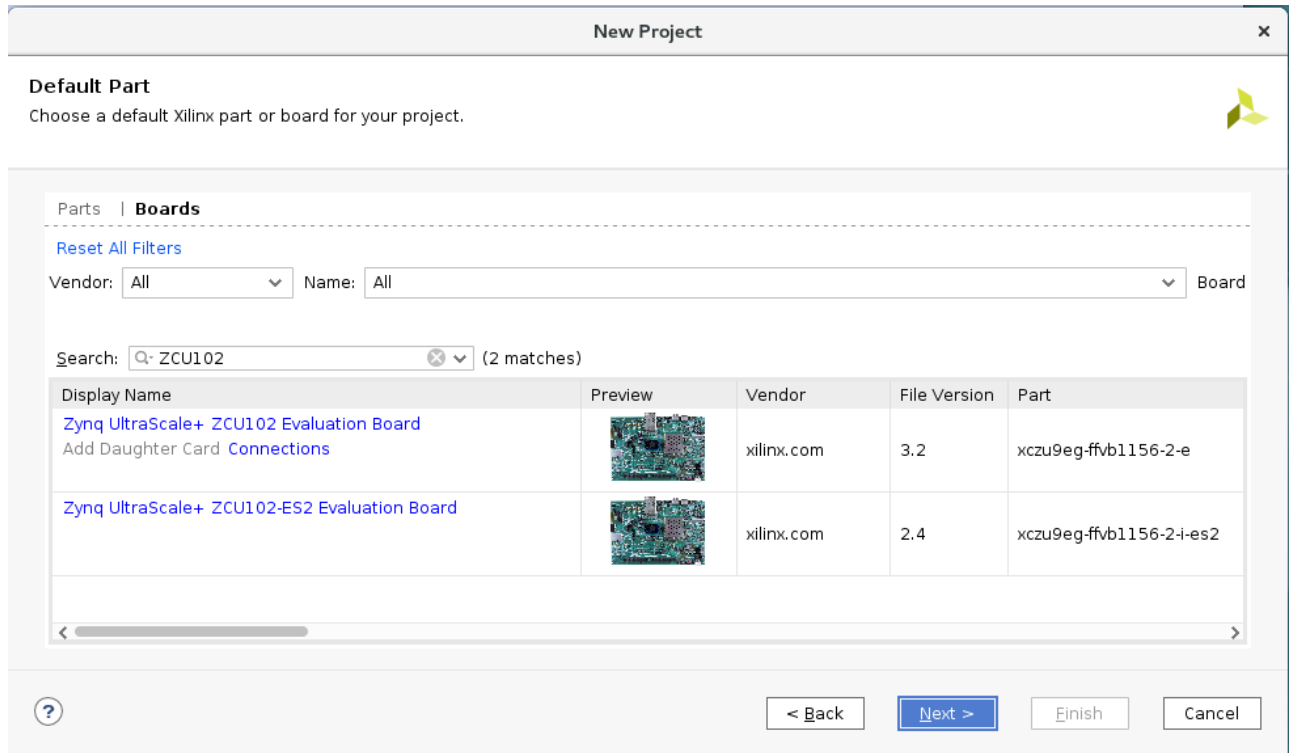 New Project
Default Part
Choose a default Xilinx part or board for your project.
Parts | Boards
Reset All Filters
Vendor: All Name: All Board
Search: ZCU102 (2 matches)
Display Name Preview Vendor File Version Part
Zynq UltraScale+ ZCU102 Evaluation Board
Add Daughter Card Connections
xilinx.com 3.2 xczu9eg-ffvb1156-2-e
Zynq UltraScale+ ZCU102-ES2 Evaluation Board
xilinx.com 2.4 xczu9eg-ffvb1156-2-i-es2
? < Back Next > Finish Cancel